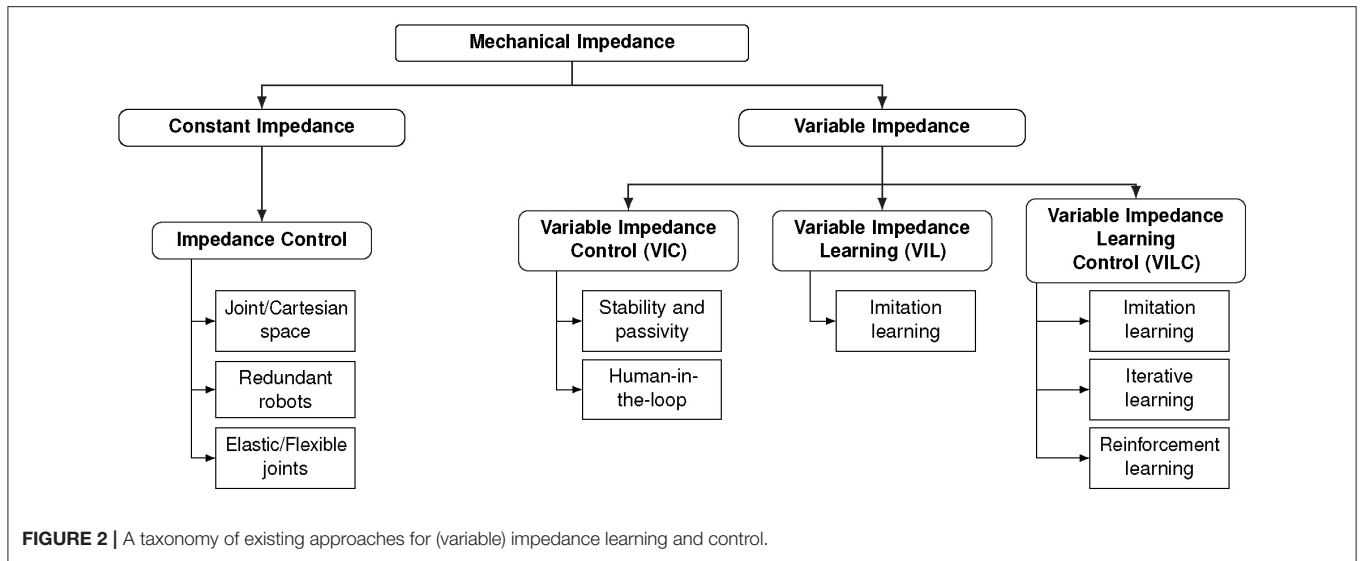 Mechanical Impedance
Constant Impedance
Variable Impedance
Impedance Control
Variable Impedance
Control (VIC)
Variable Impedance
Learning (VIL)
Variable Impedance
Learning
Control (VILC)
Joint/Cartesian
space
Redundant
robots
Elastic/Flexible
joints
Stability and
passivity
Human-in-
the-loop
Imitation
learning
Imitation
learning
Iterative
learning
Reinforcement
learning
FIGURE 2 | A taxonomy of existing approaches for (variable) impedance learning and control.